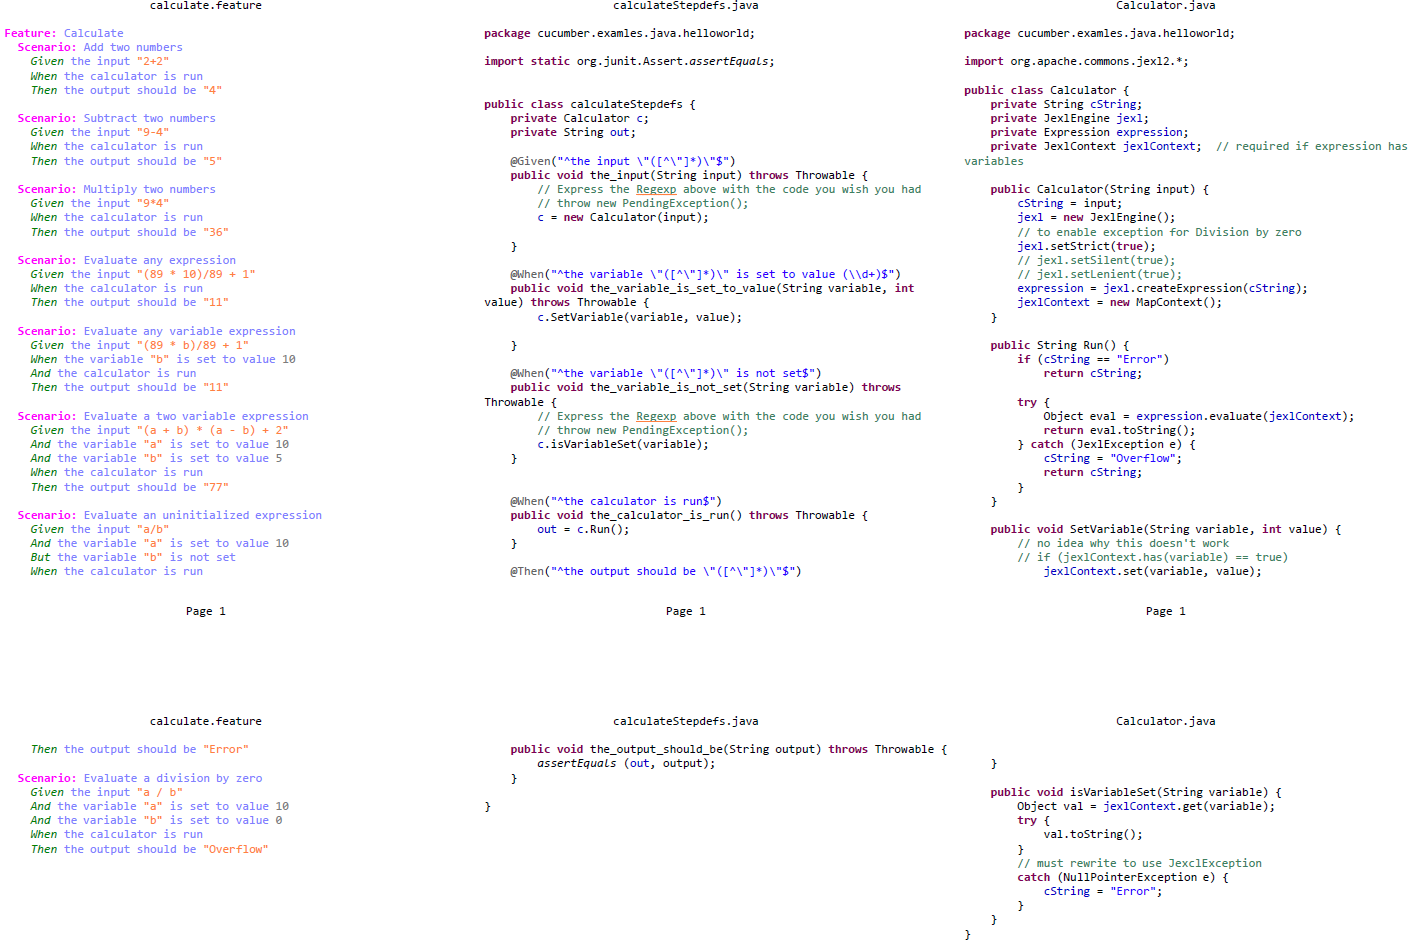 calculate.feature
Feature: Calculate
Scenario: Add two numbers
Given the input "2+2"
When the calculator is run
Then the output should be "4"
Scenario: Subtract two numbers
Given the input "9-4"
When the calculator is run
Then the output should be "5"
Scenario: Multiply two numbers
Given the input "9*4"
When the calculator is run
Then the output should be "36"
Scenario: Evaluate any expression
Given the input "(89 * 10)/89 + 1"
When the calculator is run
Then the output should be "11"
Scenario: Evaluate any variable expression
Given the input "(89 * b)/89 + 1"
When the variable "b" is set to value 10
And the calculator is run
Then the output should be "11"
Scenario: Evaluate a two variable expression
Given the input "(a + b) * (a - b) + 2"
And the variable "a" is set to value 10
And the variable "b" is set to value 5
When the calculator is run
Then the output should be "77"
Scenario: Evaluate an uninitialized expression
Given the input "a/b"
And the variable "a" is set to value 10
But the variable "b" is not set
When the calculator is run
Page 1
calculateStepdefs.java
package cucumber.examles.java.helloworld;
import static org.junit.Assert.assertEquals;
public class calculateStepdefs {
private Calculator c;
private String out;
@Given("^the input \"([^\"]*)\"$")
public void the_input(String input) throws Throwable {
// Express the Regexp above with the code you wish you had
// throw new PendingException();
c = new Calculator(input);
}
@When("^the variable \"([^\"]*)\" is set to value (\\d+)$")
public void the_variable_is_set_to_value(String variable, int
value) throws Throwable {
c.SetVariable(variable, value);
}
@When("^the variable \"([^\"]*)\" is not set$")
public void the_variable_is_not_set(String variable) throws
Throwable {
// Express the Regexp above with the code you wish you had
// throw new PendingException();
c.isVariableSet(variable);
}
@When("^the calculator is run$")
public void the_calculator_is_run() throws Throwable {
out = c.Run();
}
@Then("^the output should be \"([^\"]*)\"$")
Page 1
Calculator.java
package cucumber.examles.java.helloworld;
import org.apache.commons.jexl2.*;
public class Calculator {
private String cString;
private JexlEngine jexl;
private Expression expression;
private JexlContext jexlContext;  // required if expression has
variables
public Calculator(String input) {
cString = input;
jexl = new JexlEngine();
// to enable exception for Division by zero
jexl.setStrict(true);
// jexl.setSilent(true);
// jexl.setLenient(true);
expression = jexl.createExpression(cString);
jexlContext = new MapContext();
}
public String Run() {
if (cString == "Error")
return cString;
try {
Object eval = expression.evaluate(jexlContext);
return eval.toString();
} catch (JexlException e) {
cString = "Overflow";
return cString;
}
}
public void SetVariable(String variable, int value) {
// no idea why this doesn't work
// if (jexlContext.has(variable) == true)
jexlContext.set(variable, value);
Page 1
calculate.feature
Then the output should be "Error"
Scenario: Evaluate a division by zero
Given the input "a / b"
And the variable "a" is set to value 10
And the variable "b" is set to value 0
When the calculator is run
Then the output should be "Overflow"
calculateStepdefs.java
public void the_output_should_be(String output) throws Throwable {
assertEquals (out, output);
}
}
Calculator.java
}
public void isVariableSet(String variable) {
Object val = jexlContext.get(variable);
try {
val.toString();
}
// must rewrite to use JexclException
catch (NullPointerException e) {
cString = "Error";
}
}
}